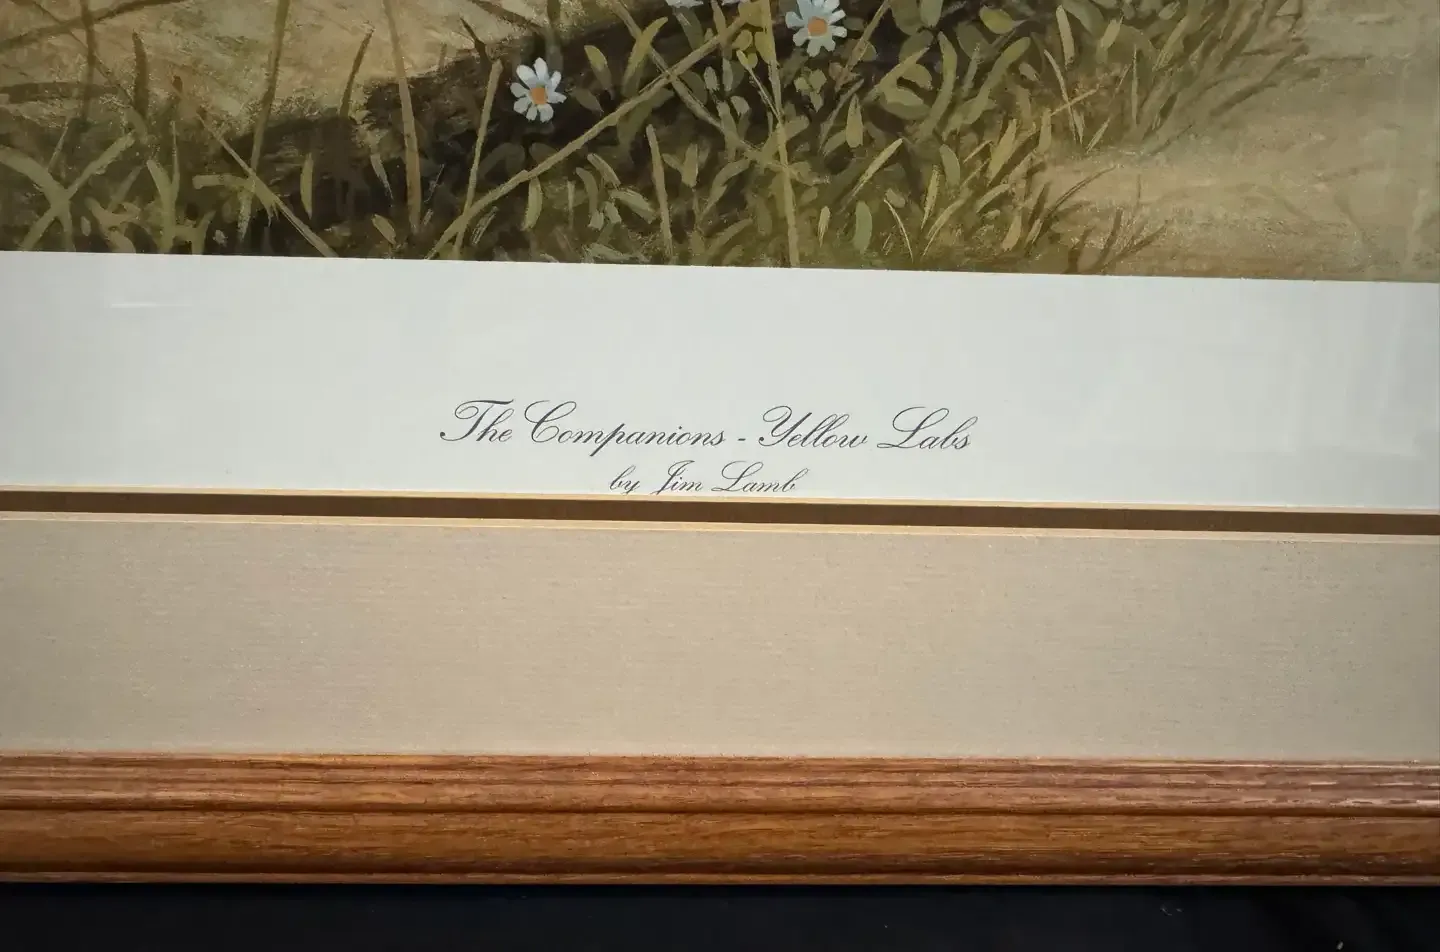 The Companions - Yellow Labs
by Jim Lamb